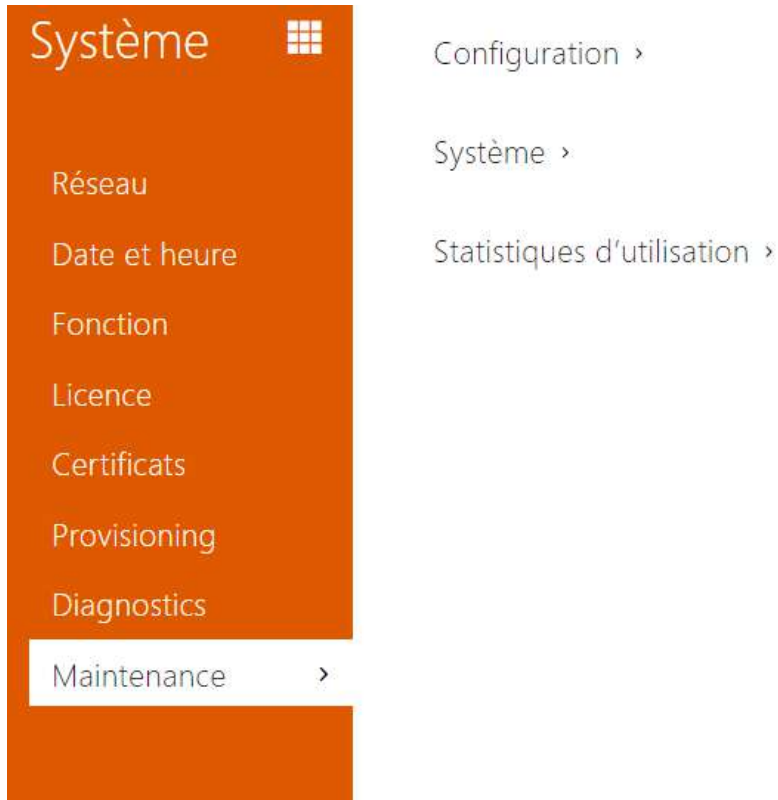 Système
Réseau
Date et heure
Fonction
Licence
Certificats
Provisioning
Diagnostics
Maintenance >
Configuration >
Système >
Statistiques d'utilisation >